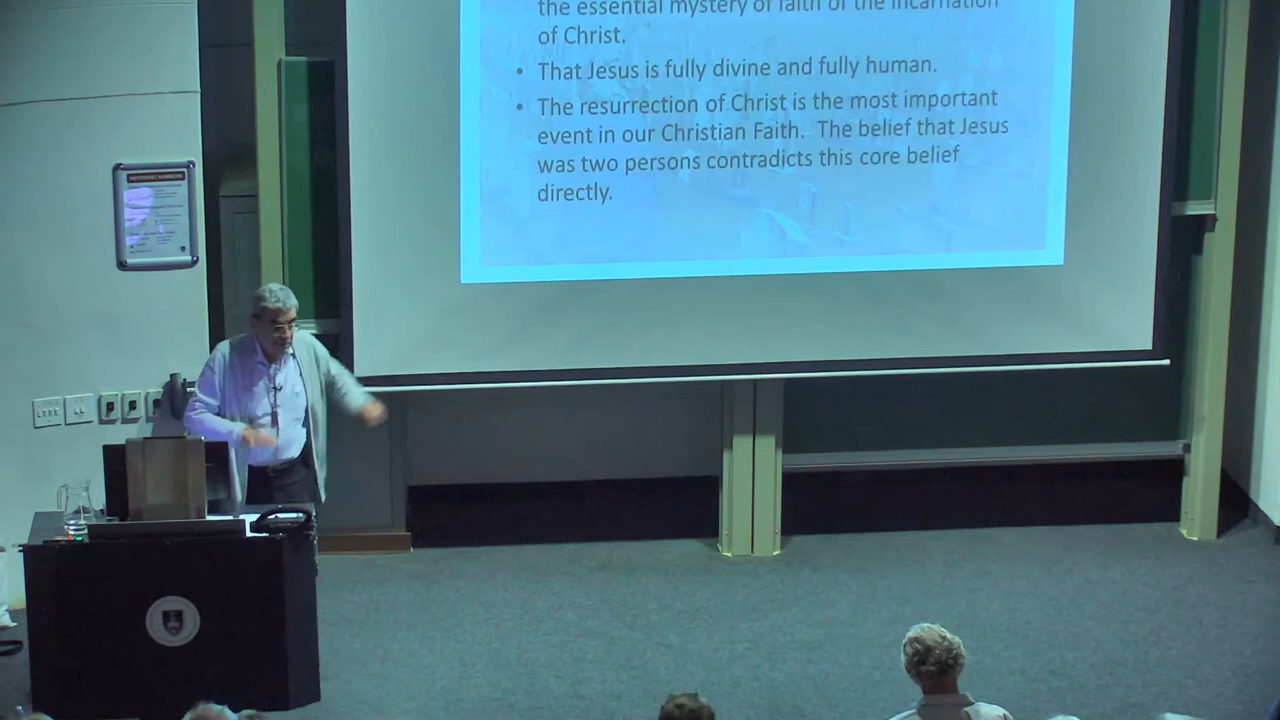 the essential mystery of faith of the incarnation
of Christ.
• That Jesus is fully divine and fully human.
• The resurrection of Christ is the most important
event in our Christian Faith. The belief that Jesus
was two persons contradicts this core belief
directly.
IMPORTANT NUMBERS